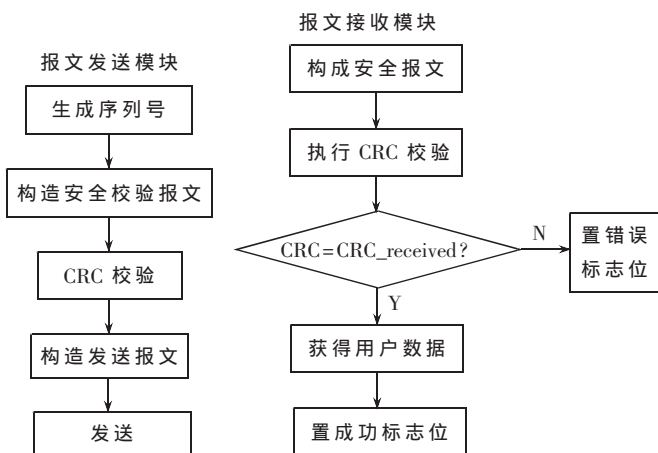 报文发送模块
生成序列号
构造安全校验报文
CRC 校验
构造发送报文
发送
报文接收模块
构成安全报文
执行 CRC 校验
CRC=CRC_received?
N
置错误
标志位
Y
获得用户数据
置成功标志位